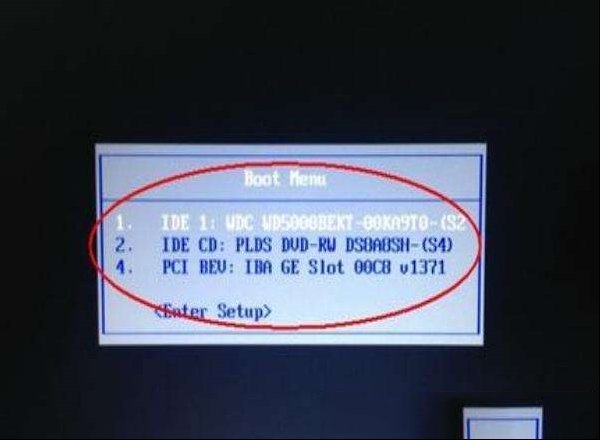 Boot Menu
1. IDE 1: WDC WD5000BEKT-00KA9T0-(S2
2. IDE CD: PLDS DVD-RW DS8A8SH-(S4)
4. PCI BEV: IBA GE Slot 00C8 v1371
<Enter Setup>